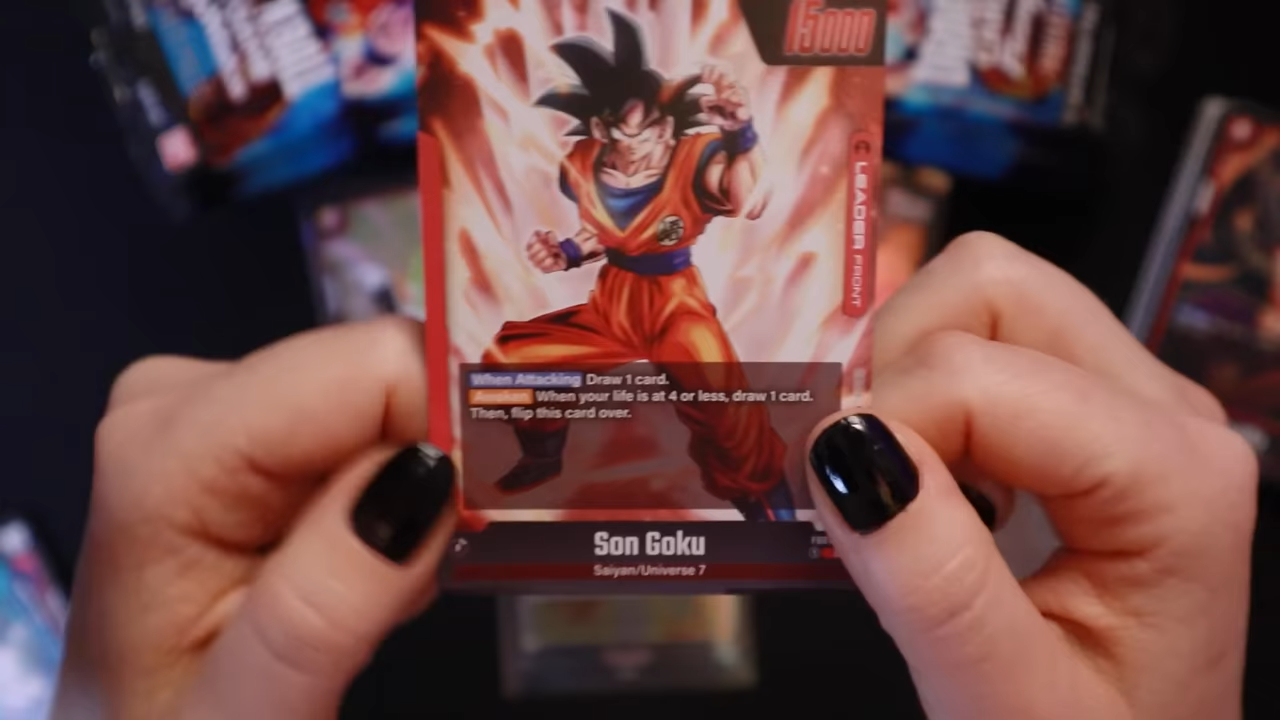 15000
LEADER FRONT
When Attacking Draw 1 card.
Awaken When your life is at 4 or less, draw 1 card.
Then, flip this card over.
Son Goku
Saiyan/Universe 7